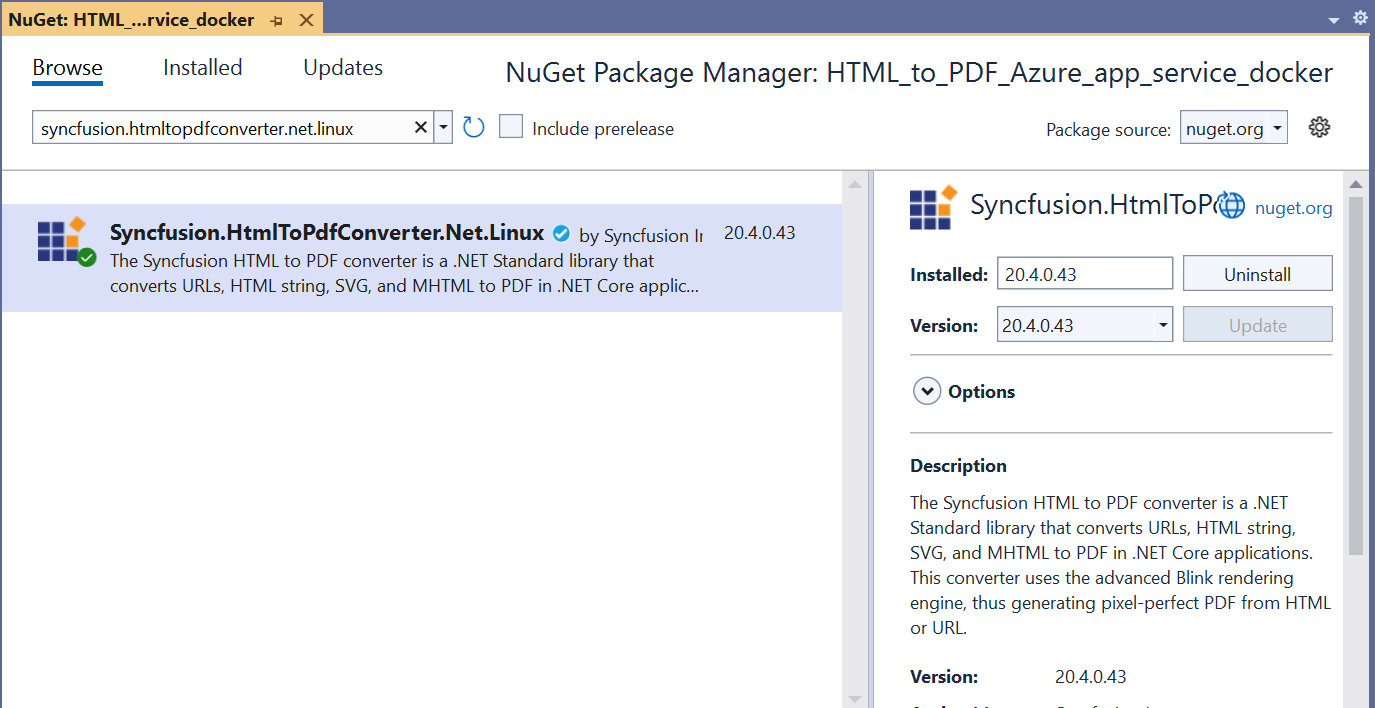 NuGet: HTML_...rvice_docker
Browse Installed Updates
NuGet Package Manager: HTML_to_PDF_Azure_app_service_docker
syncfusion.htmltopdfconverter.net.linux
Include prerelease
Package source: nuget.org
Syncfusion.HtmlToPdfConverter.Net.Linux by Syncfusion 20.4.0.43
The Syncfusion HTML to PDF converter is a .NET Standard library that
converts URLs, HTML string, SVG, and MHTML to PDF in .NET Core applic...
Syncfusion.HtmlToP
nuget.org
Installed: 20.4.0.43 Uninstall
Version: 20.4.0.43 Update
Options
Description
The Syncfusion HTML to PDF converter is a .NET
Standard library that converts URLs, HTML string,
SVG, and MHTML to PDF in .NET Core applications.
This converter uses the advanced Blink rendering
engine, thus generating pixel-perfect PDF from HTML
or URL.
Version: 20.4.0.43